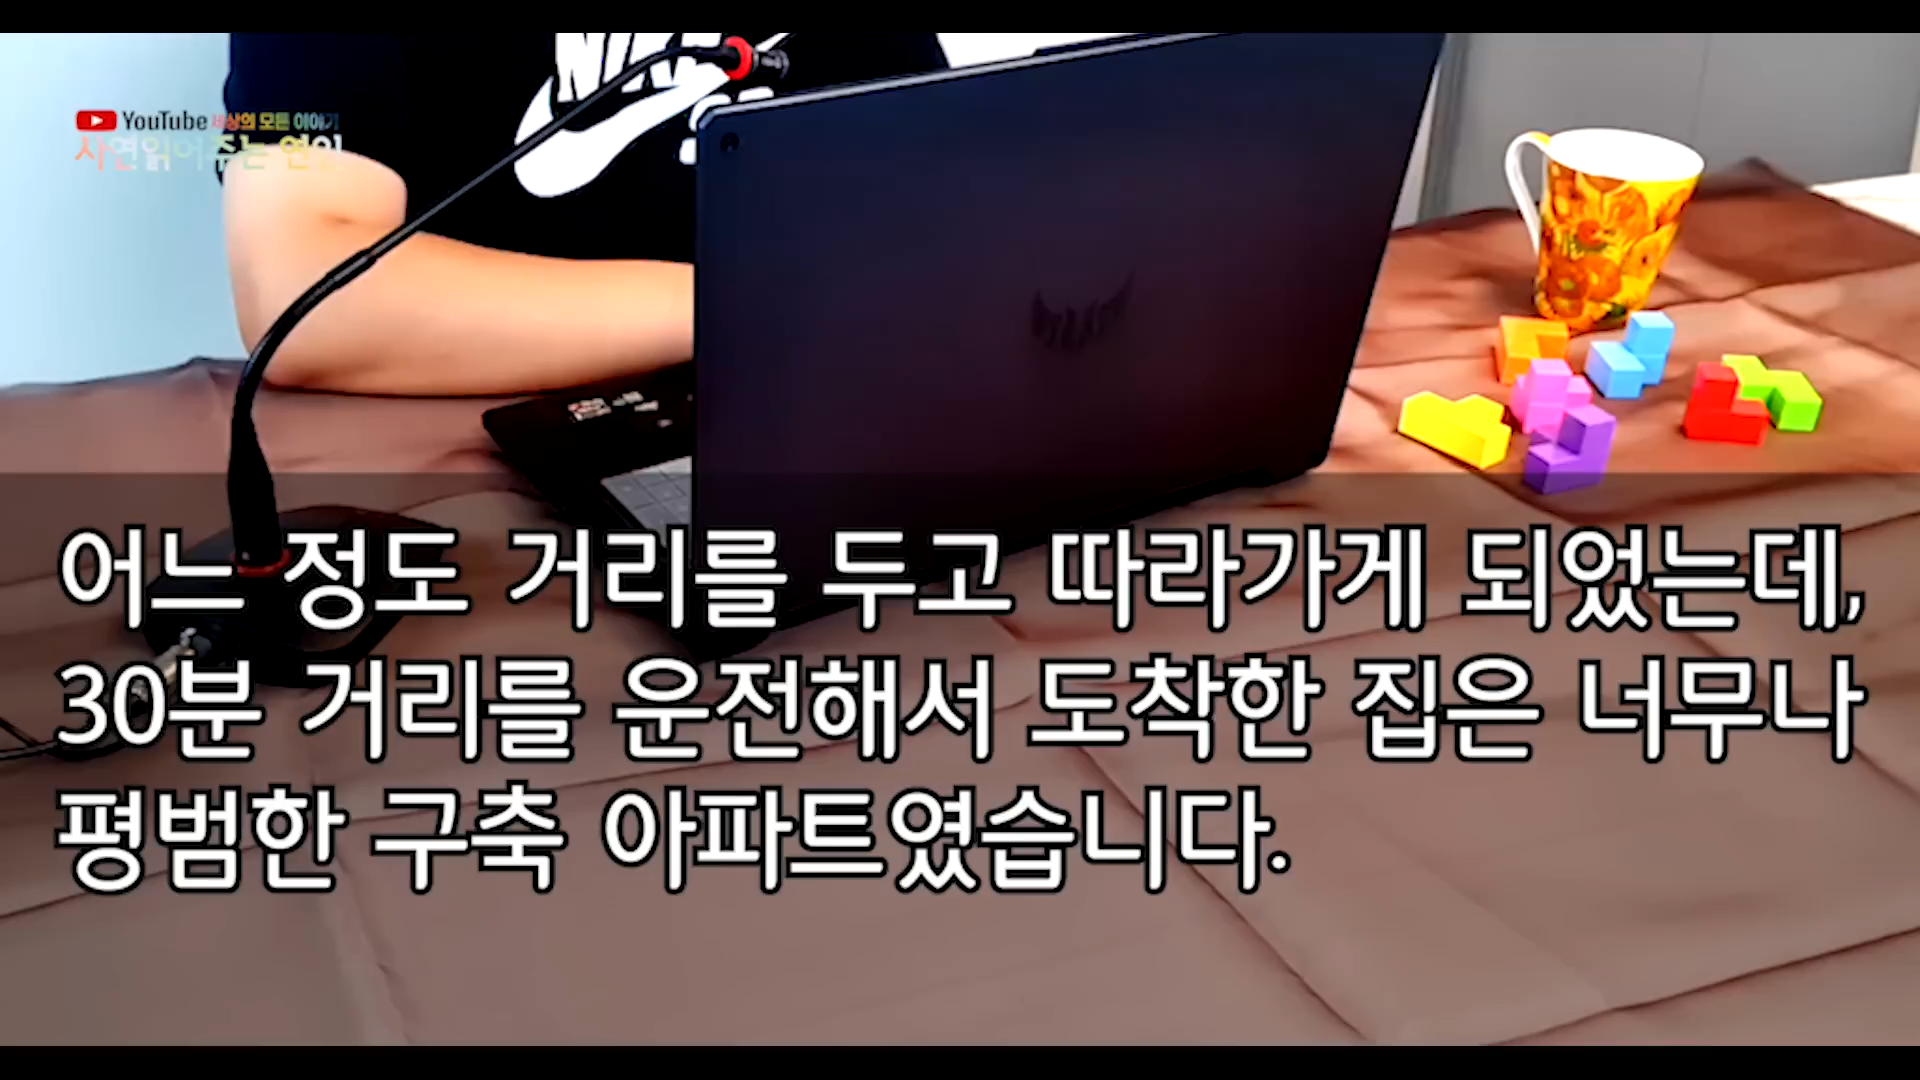 YouTube 세상의 모든 이야기
사연읽어주는 연인
어느 정도 거리를 두고 따라가게 되었는데,
30분 거리를 운전해서 도착한 집은 너무나
평범한 구축 아파트였습니다.